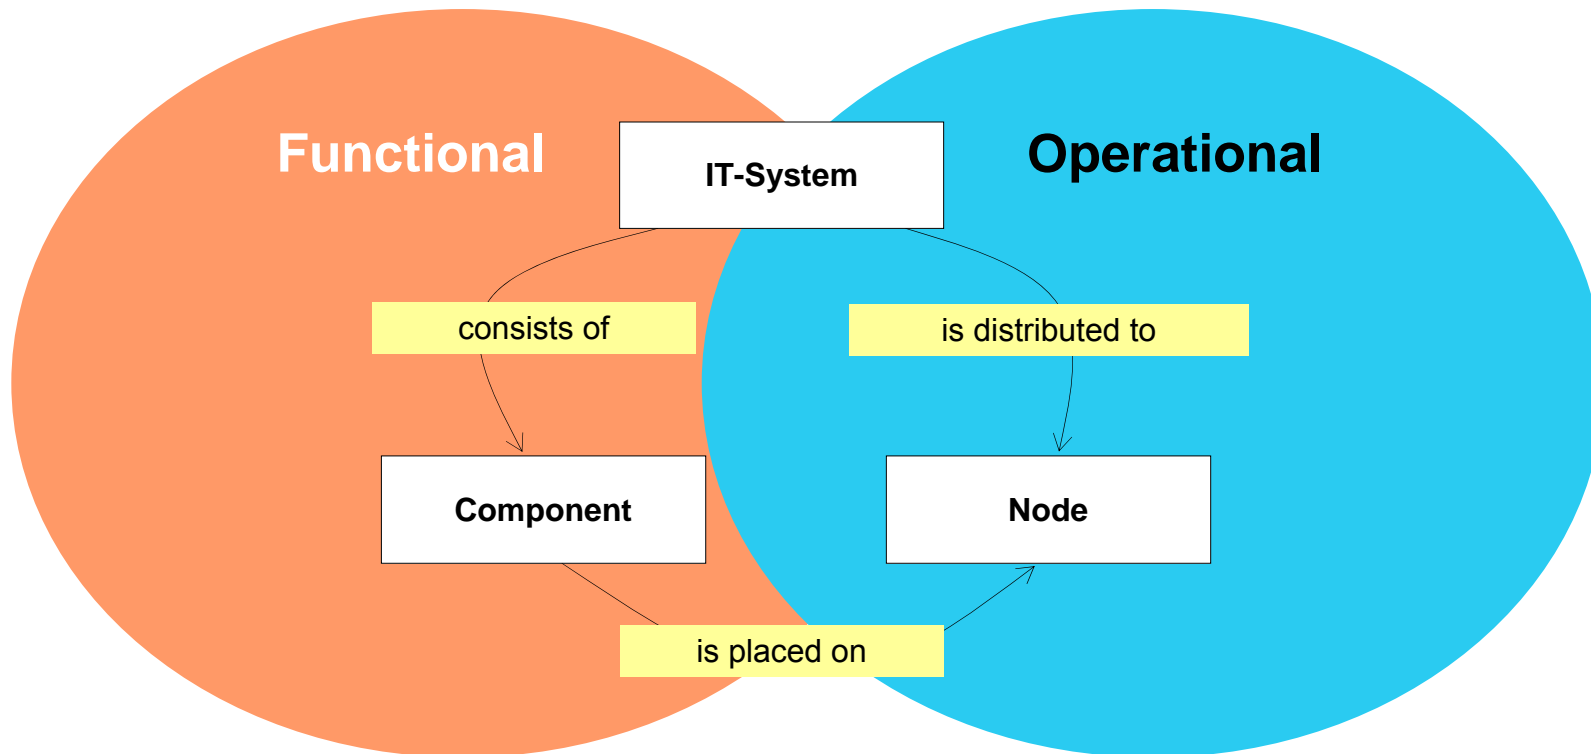 Functional
Operational
IT-System
consists of
is distributed to
Component
Node
is placed on